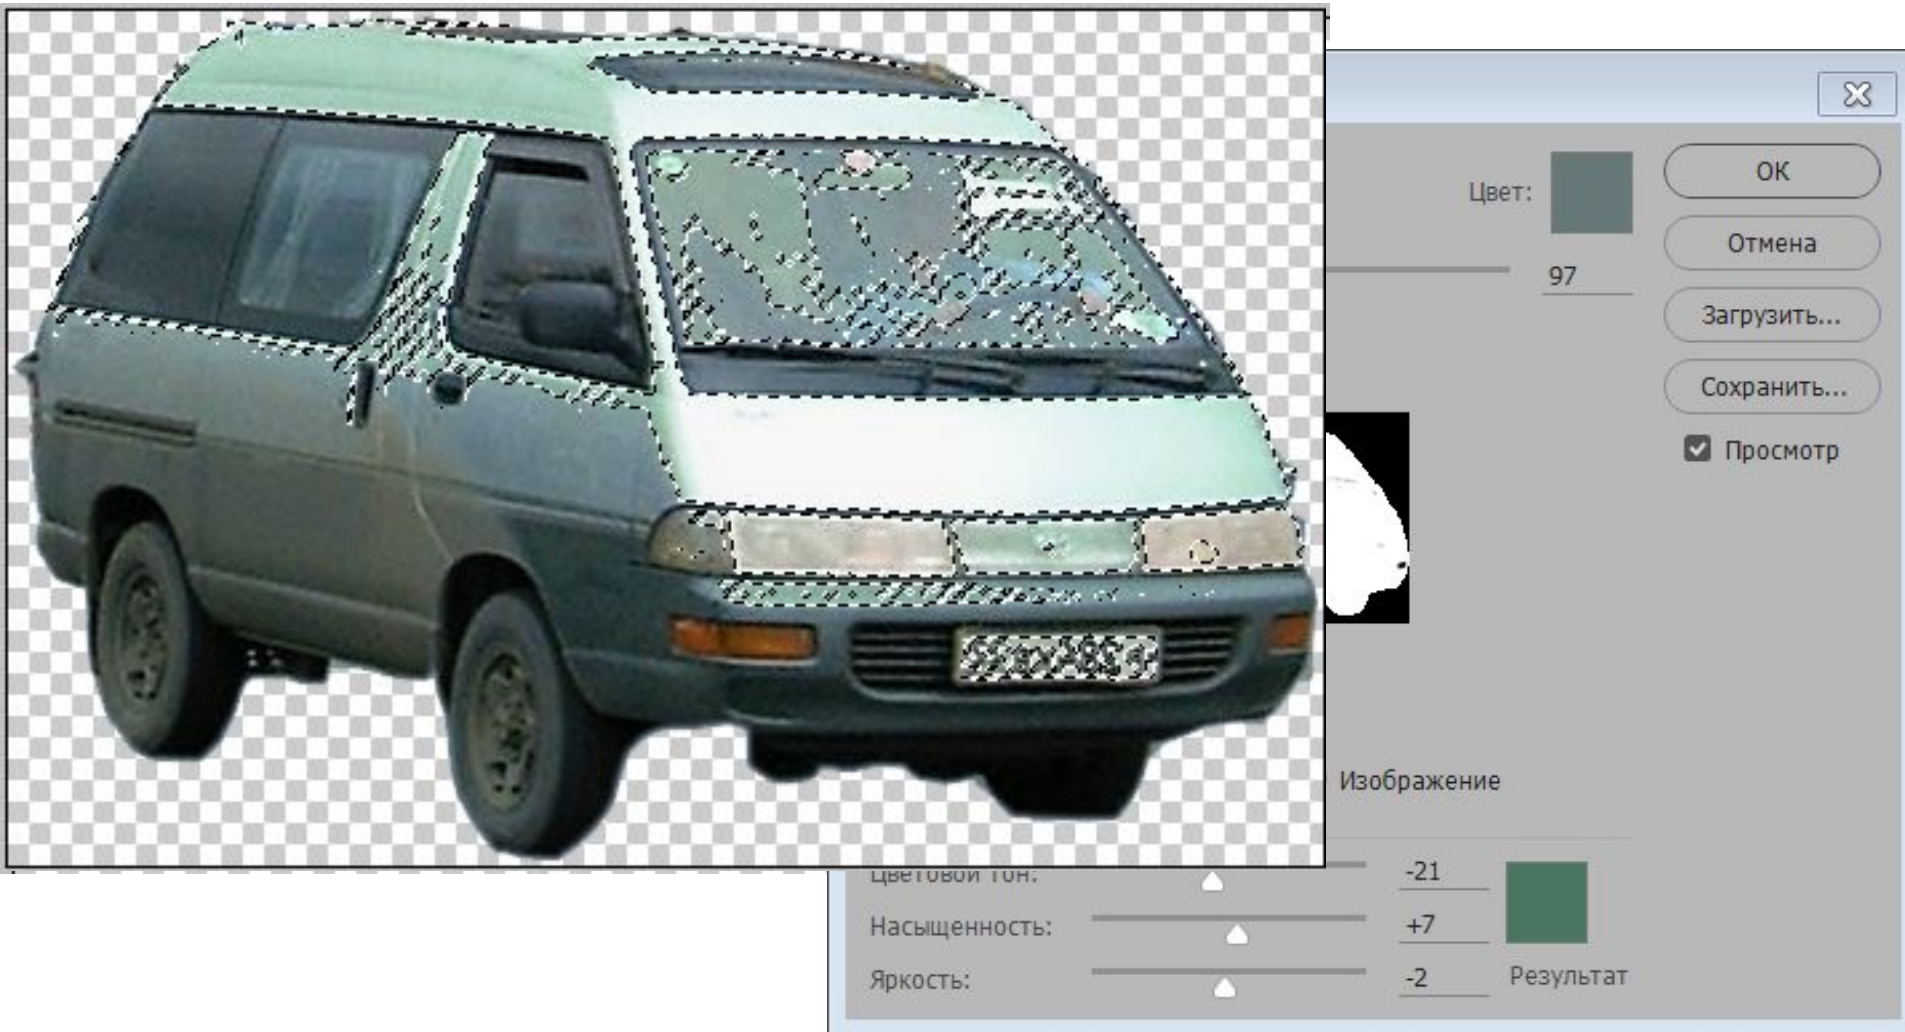 ОК
Цвет:
Отмена
97
Загрузить...
Сохранить...
Просмотр
Изображение
Цветовой тон:
-21
Насыщенность:
+7
Яркость:
-2
Результат